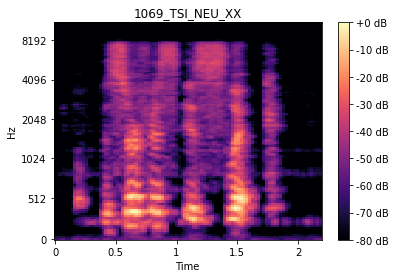 1069_TSI_NEU_XX
+0 dB
8192
-10 dB
4096
-20 dB
-30 dB
2048
Hz
-40 dB
1024
-50 dB
512
-60 dB
-70 dB
0
-80 dB
0 0.5 1 1.5 2
Time